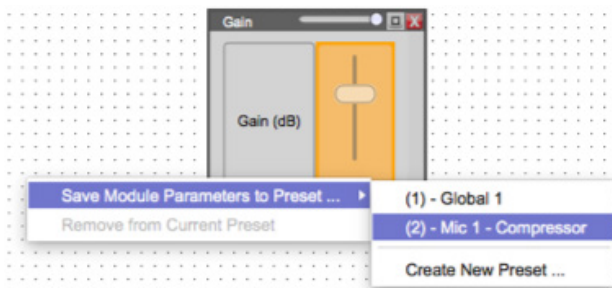 Gain
Gain (dB)
Save Module Parameters to Preset ...
Remove from Current Preset
(1) - Global 1
(2) - Mic 1 - Compressor
Create New Preset ...